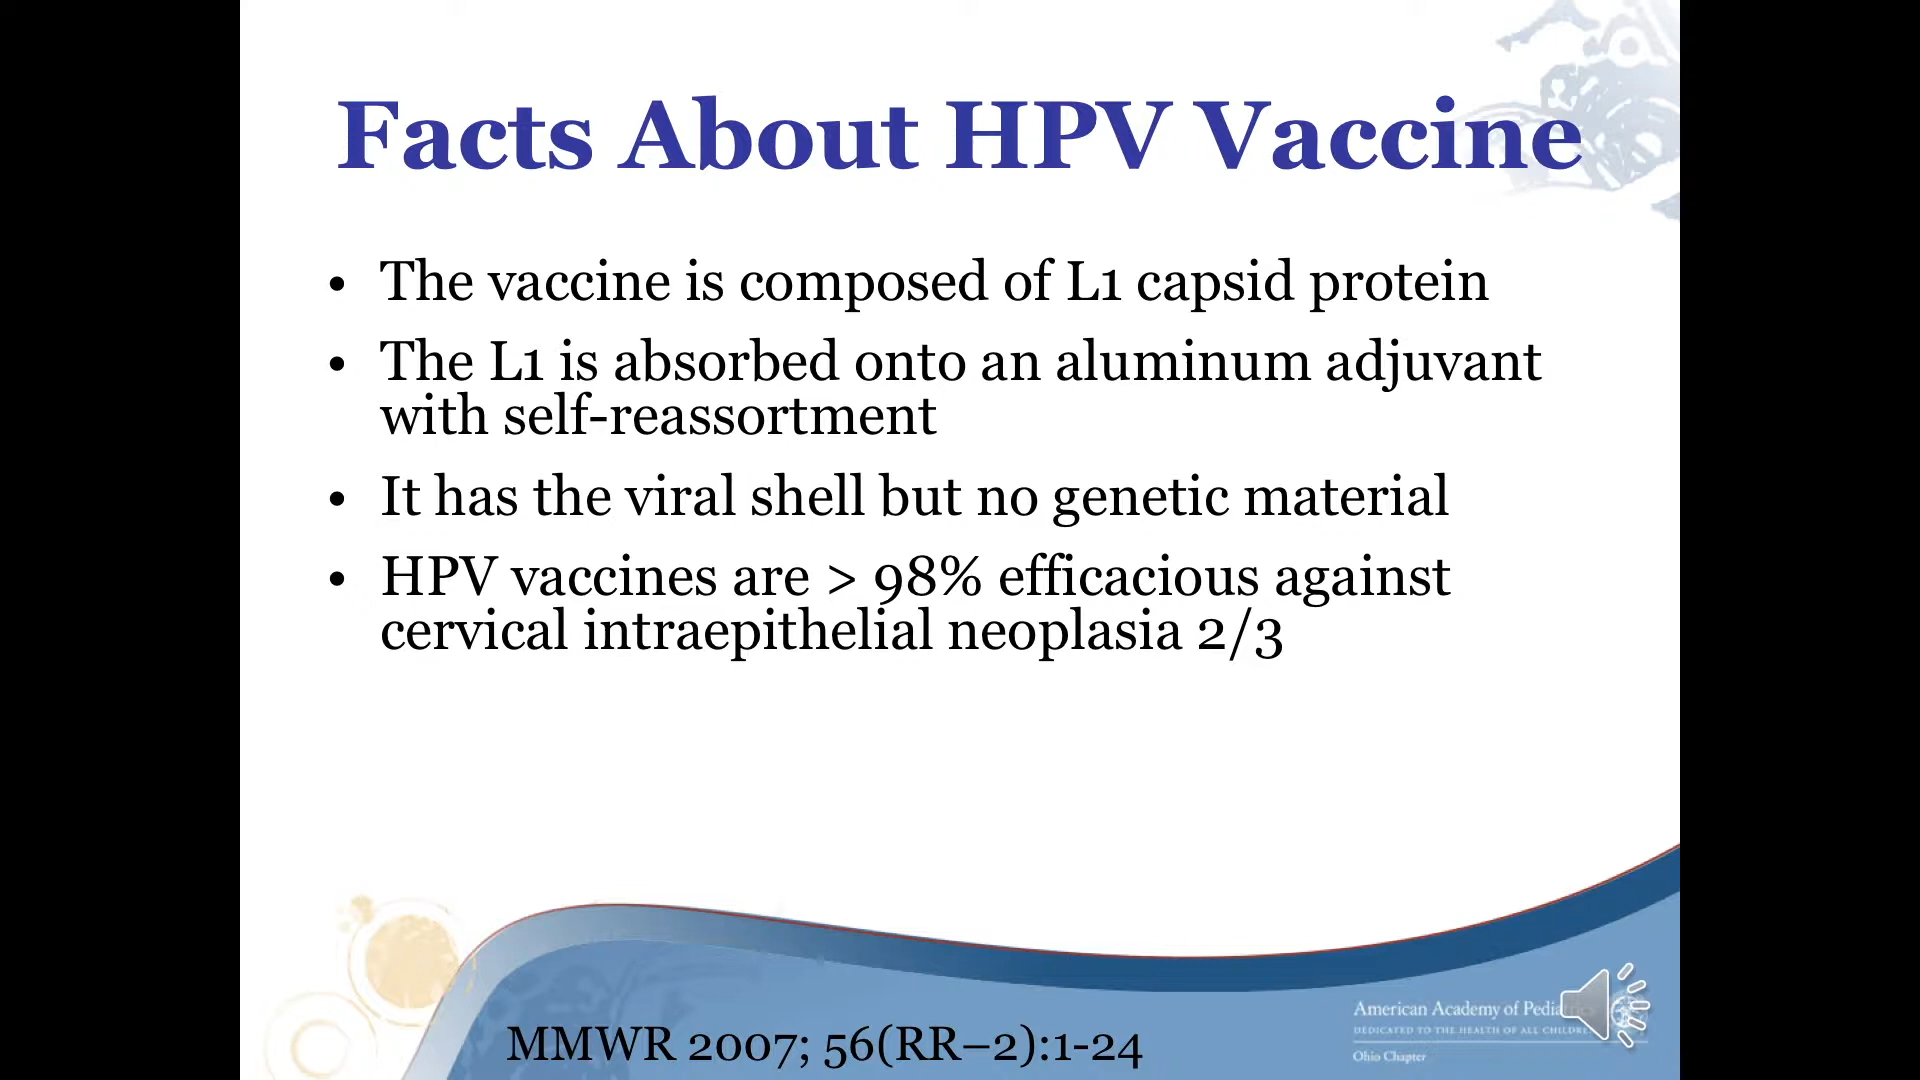 Facts About HPV Vaccine
• The vaccine is composed of L1 capsid protein
• The L1 is absorbed onto an aluminum adjuvant
with self-reassortment
• It has the viral shell but no genetic material
• HPV vaccines are > 98% efficacious against
cervical intraepithelial neoplasia 2/3
American Academy of
DEDICATED TO THE HEALTH OF ALL
Ohio Chapter
MMWR 2007; 56(RR–2):1-24